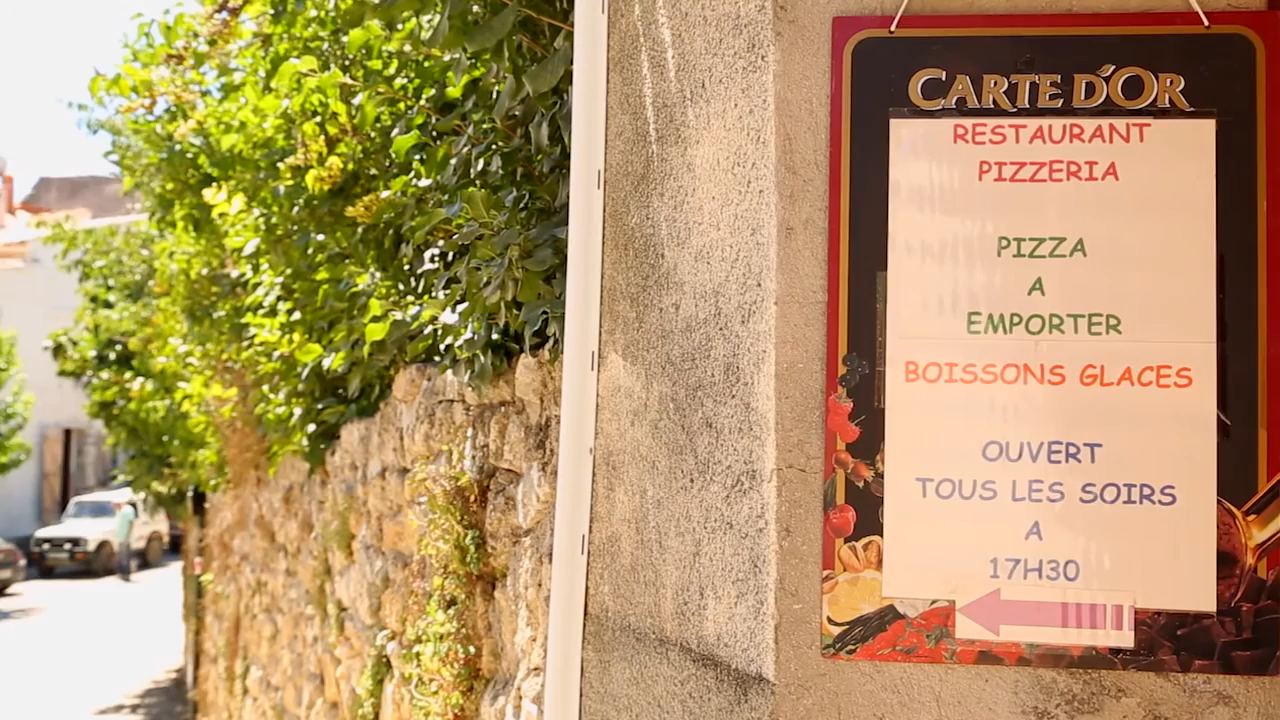 CARTE D'OR
RESTAURANT
PIZZERIA
PIZZA
A
EMPORTER
BOISSONS GLACES
OUVERT
TOUS LES SOIRS
A
17H30